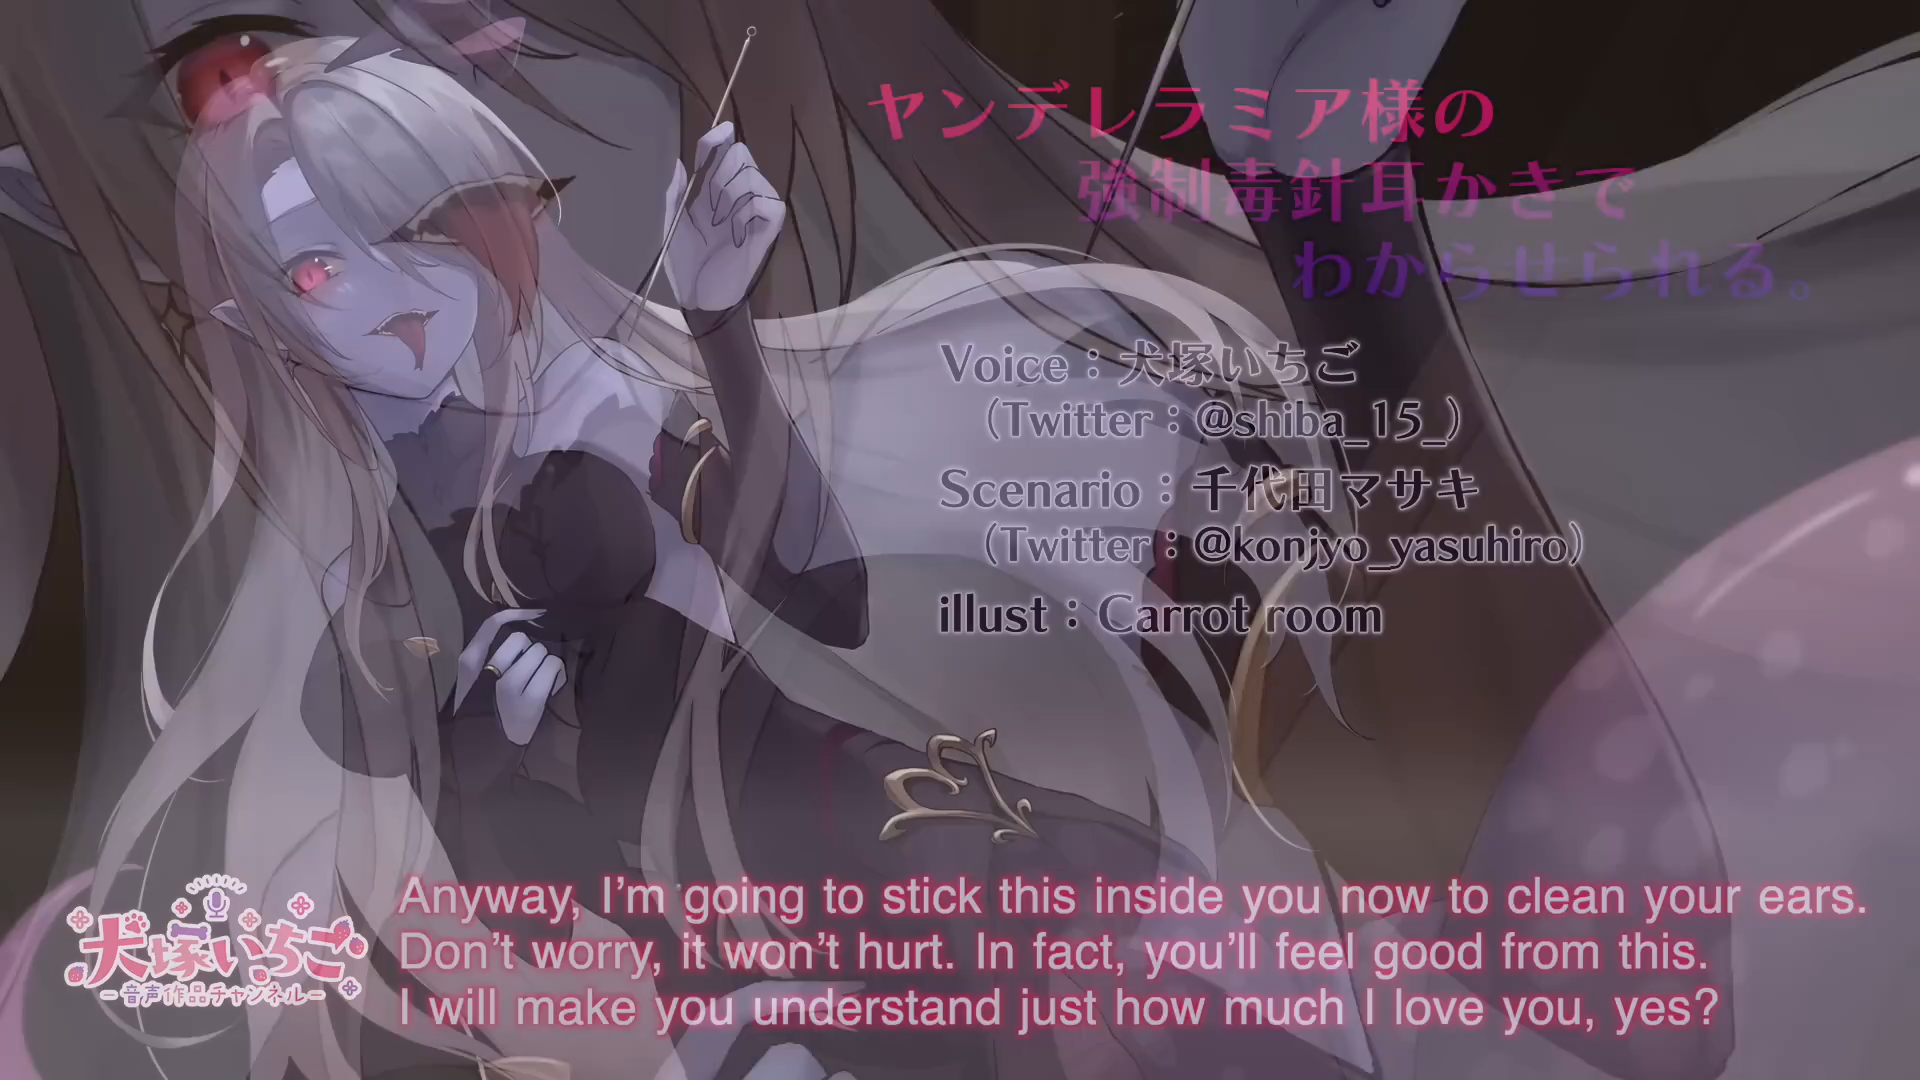 ヤンデレラミア様の
強制毒針耳かきで
わからせられる。
Voice：犬塚いちご
（Twitter：@shiba_15_）
Scenario：千代田マサキ
（Twitter：@konjyo_yasuhiro）
illust：Carrot room
犬塚いちご
－音声作品チャンネル－
Anyway, I'm going to stick this inside you now to clean your ears.
Don't worry, it won't hurt. In fact, you'll feel good from this.
I will make you understand just how much I love you, yes?